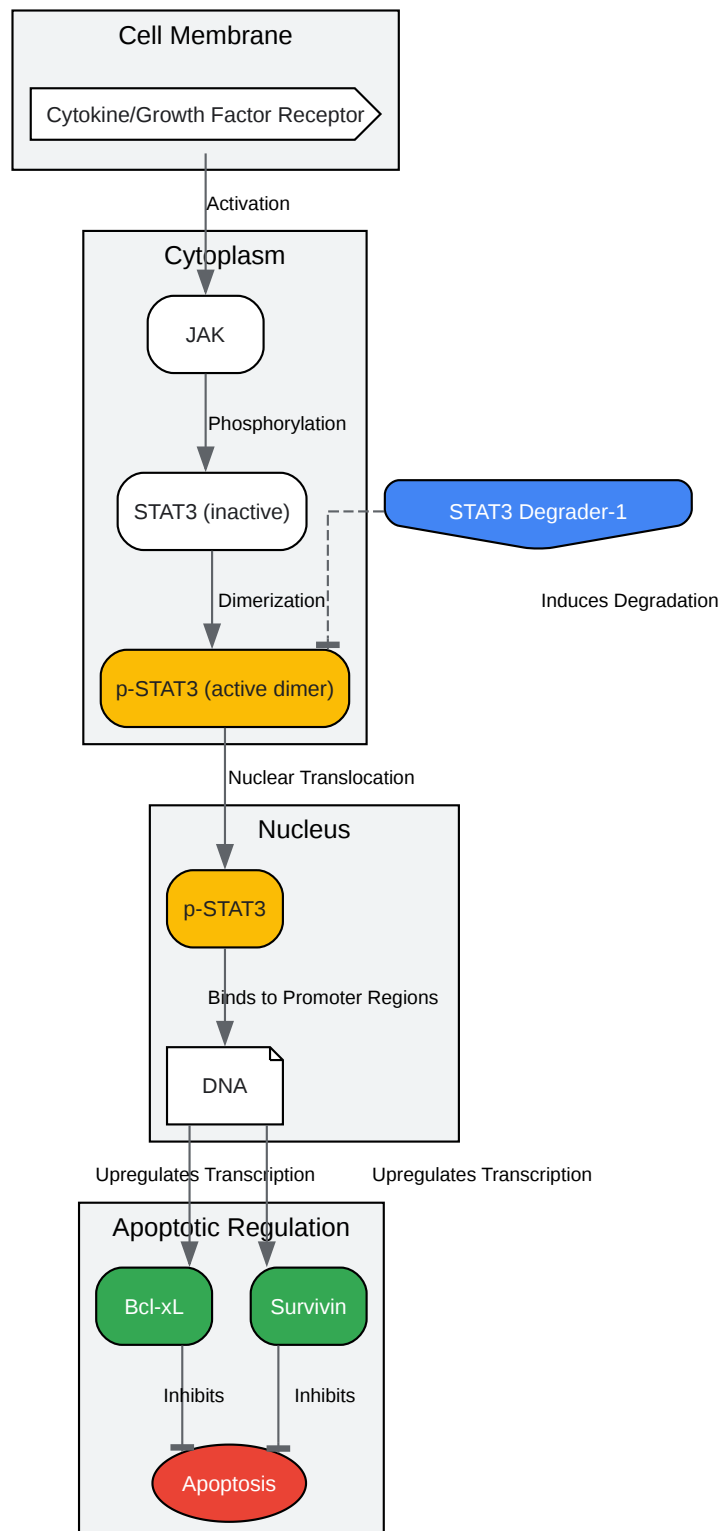 Cell Membrane
Cytokine/Growth Factor Receptor
Activation
Cytoplasm
JAK
Phosphorylation
STAT3 (inactive)
STAT3 Degrader-1
Dimerization
Induces Degradation
p-STAT3 (active dimer)
Nuclear Translocation
Nucleus
p-STAT3
Binds to Promoter Regions
DNA
Upregulates Transcription
Upregulates Transcription
Apoptotic Regulation
Bcl-xL
Survivin
Inhibits
Inhibits
Apoptosis